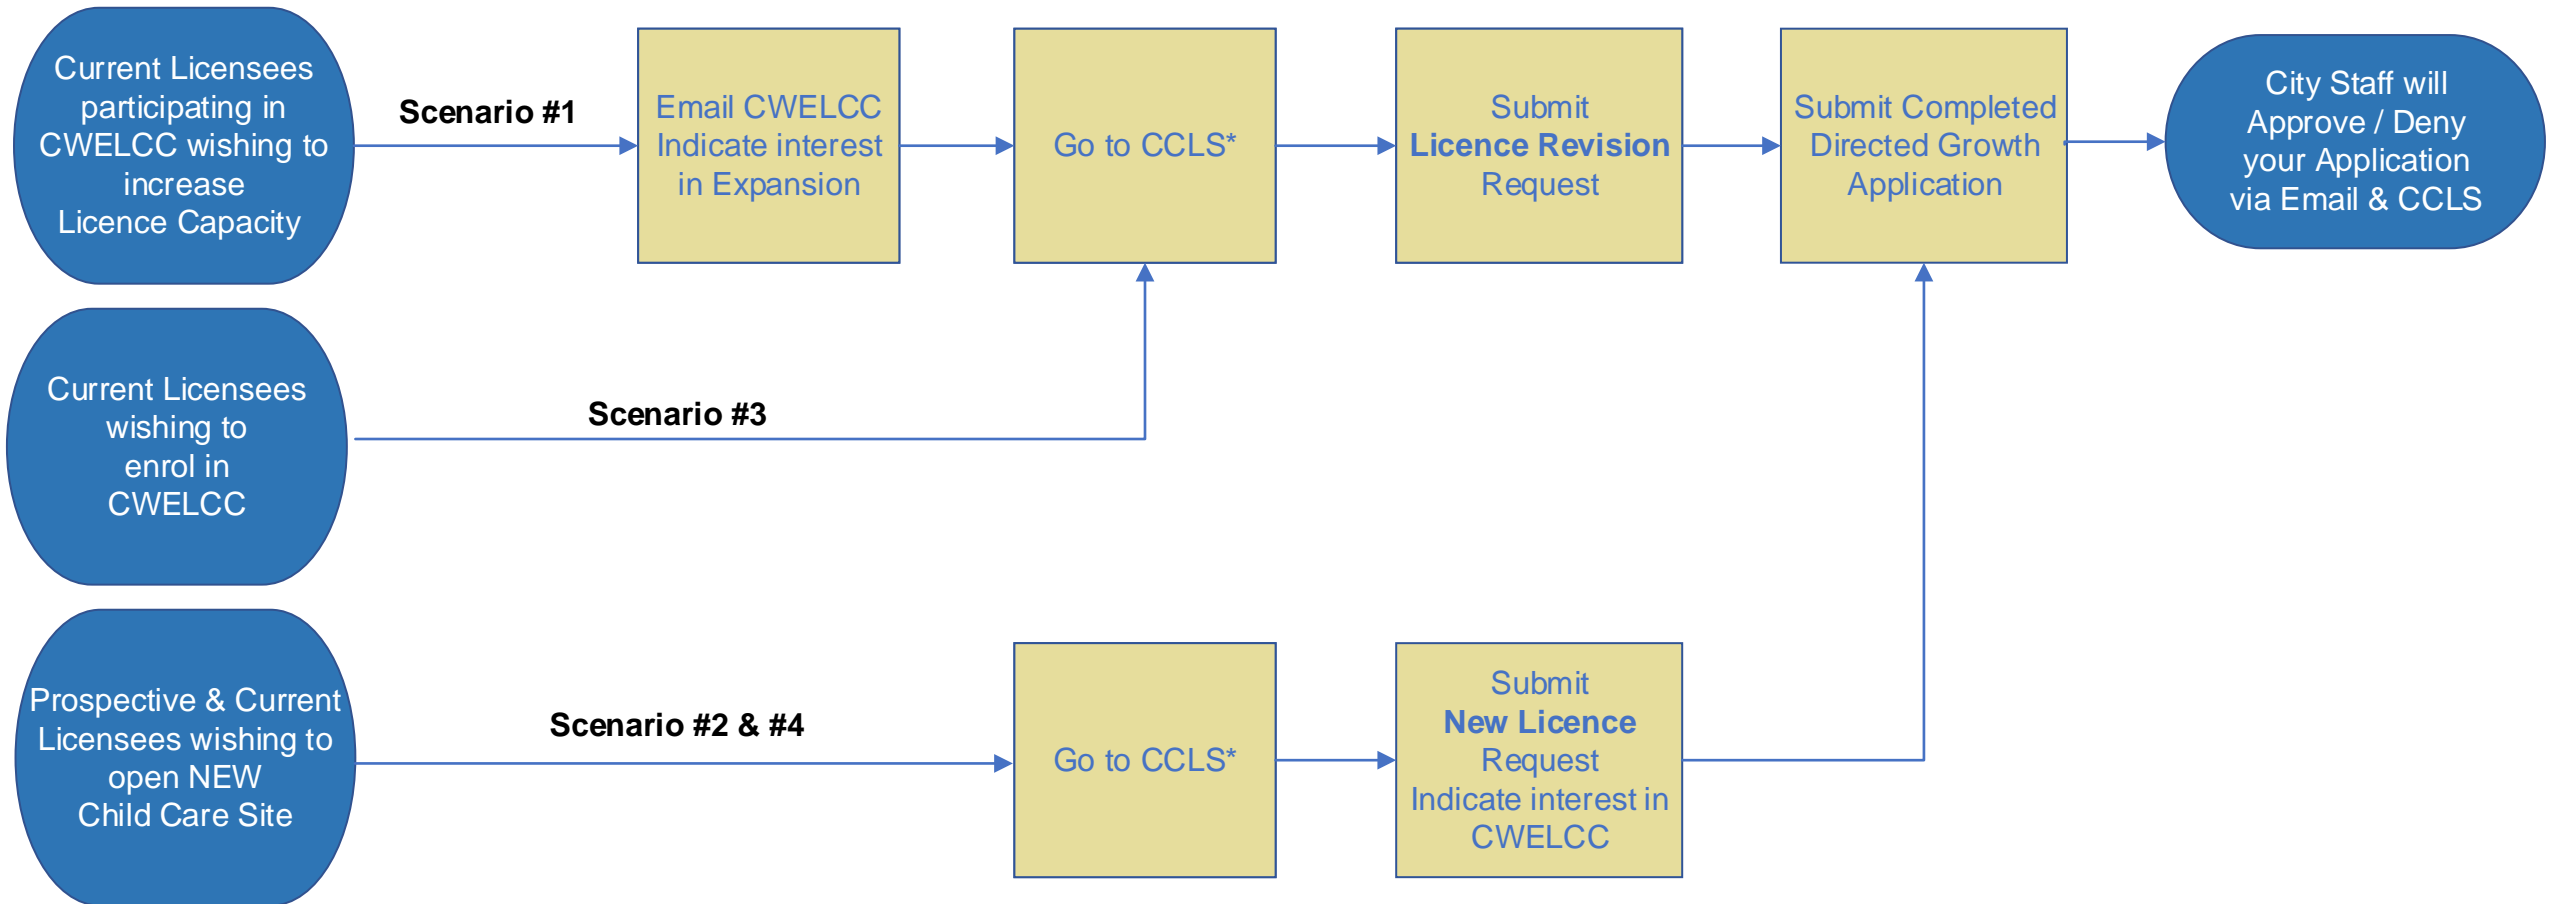 Current Licensees
participating in
CWELCC wishing to
increase
Licence Capacity
Scenario #1
Email CWELCC
Indicate interest
in Expansion
Go to CCLS*
Submit
Licence Revision
Request
Submit Completed
Directed Growth
Application
City Staff will
Approve / Deny
your Application
via Email & CCLS
Current Licensees
wishing to
enrol in
CWELCC
Scenario #3
Prospective & Current
Licensees wishing to
open NEW
Child Care Site
Scenario #2 & #4
Go to CCLS*
Submit
New Licence
Request
Indicate interest in
CWELCC